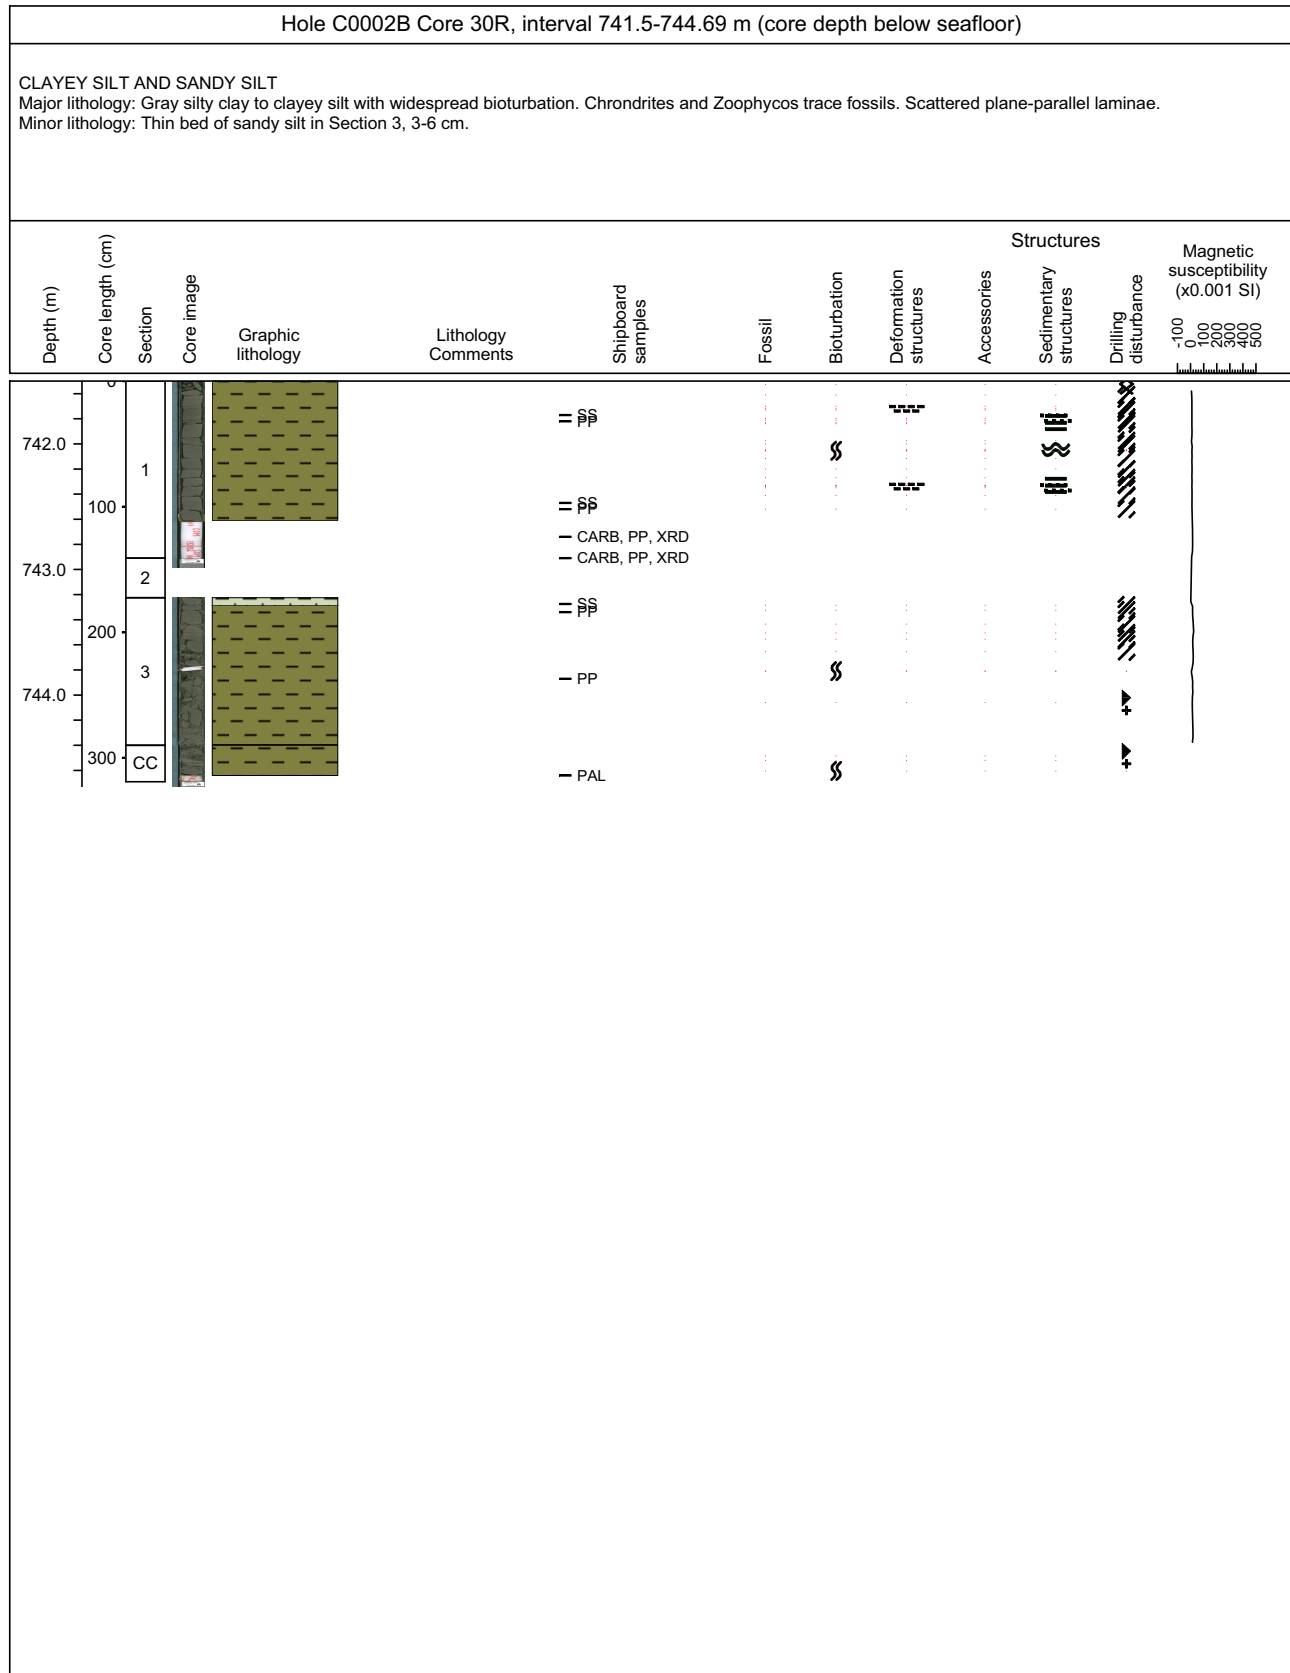 Hole C0002B Core 30R, interval 741.5-744.69 m (core depth below seafloor)
CLAYEY SILT AND SANDY SILT
Major lithology: Gray silty clay to clayey silt with widespread bioturbation. Chrondrites and Zoophycos trace fossils. Scattered plane-parallel laminae.
Minor lithology: Thin bed of sandy silt in Section 3, 3-6 cm.
Depth (m)
Core length (cm)
Section
Core image
Graphic
lithology
Lithology
Comments
Shipboard
samples
Fossil
Bioturbation
Structures
Deformation
structures
Accessories
Sedimentary
structures
Drilling
disturbance
Magnetic
susceptibility
(x0.001 SI)
-100
0
100
200
300
400
500
0
SS
PP
742.0
1
100
SS
PP
CARB, PP, XRD
CARB, PP, XRD
743.0
2
SS
PP
200
3
PP
744.0
300
CC
PAL